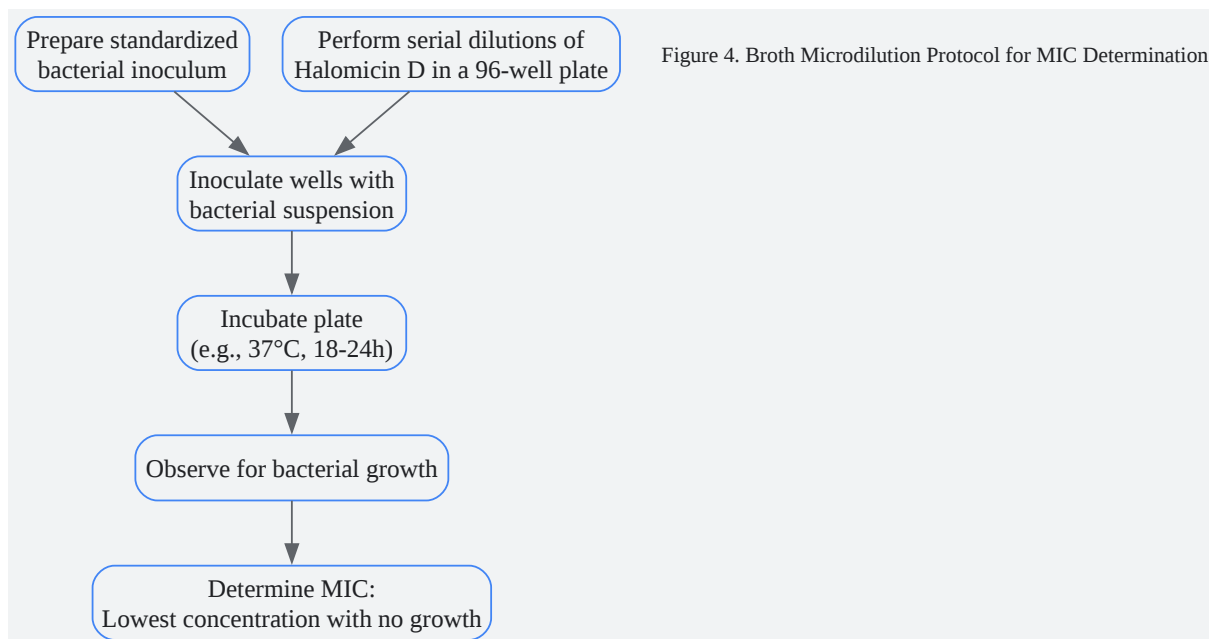 Prepare standardized
bacterial inoculum
Perform serial dilutions of
Halomicin D in a 96-well plate
Figure 4. Broth Microdilution Protocol for MIC Determination
Inoculate wells with
bacterial suspension
Incubate plate
(e.g., 37°C, 18-24h)
Observe for bacterial growth
Determine MIC:
Lowest concentration with no growth